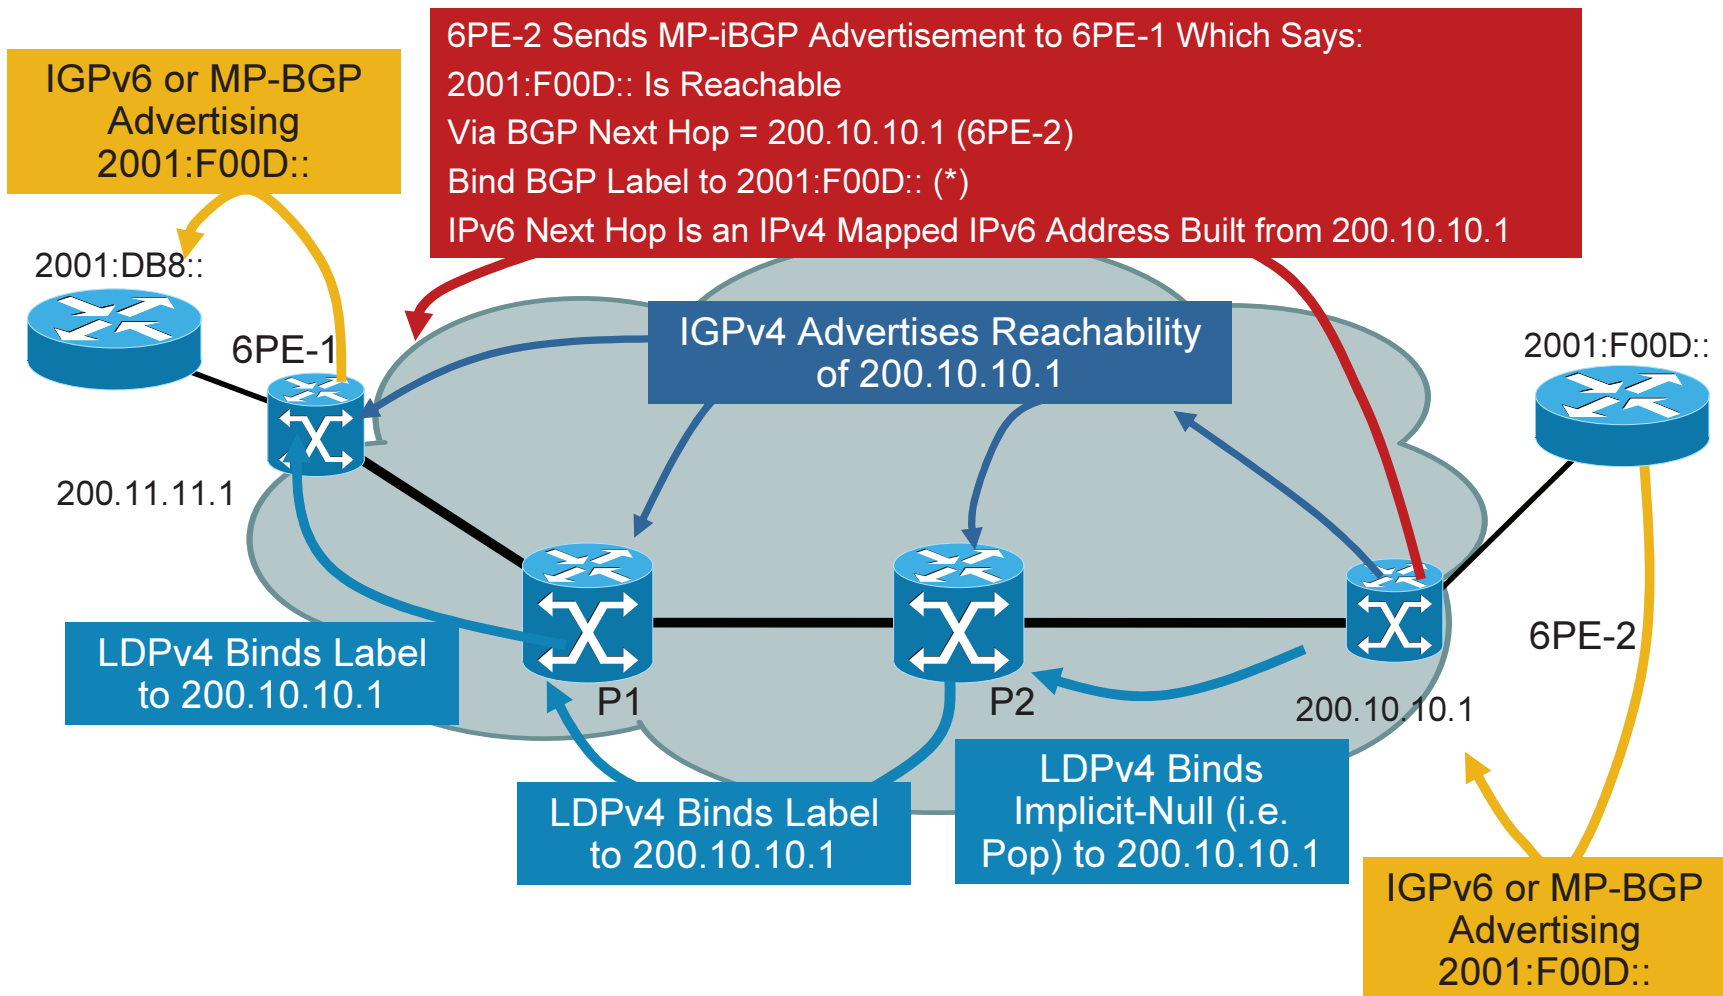 6PE-2 Sends MP-iBGP Advertisement to 6PE-1 Which Says:
2001:F00D:: Is Reachable
Via BGP Next Hop = 200.10.10.1 (6PE-2)
Bind BGP Label to 2001:F00D:: (*)
IPv6 Next Hop Is an IPv4 Mapped IPv6 Address Built from 200.10.10.1
IGPv6 or MP-BGP
Advertising
2001:F00D::
2001:DB8::
6PE-1
200.11.11.1
IGPv4 Advertises Reachability
of 200.10.10.1
2001:F00D::
6PE-2
200.10.10.1
LDPv4 Binds Label
to 200.10.10.1
P1
P2
LDPv4 Binds Label
to 200.10.10.1
LDPv4 Binds
Implicit-Null (i.e.
Pop) to 200.10.10.1
IGPv6 or MP-BGP
Advertising
2001:F00D::